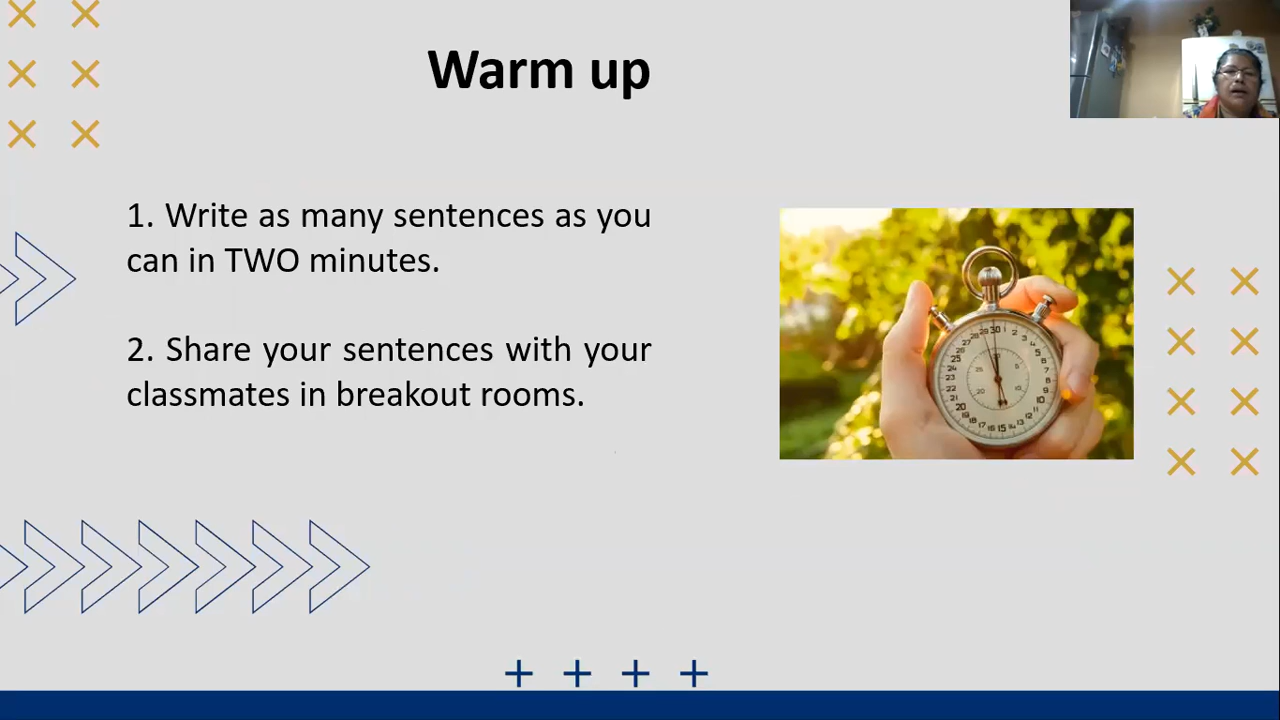 Warm up
1. Write as many sentences as you
can in TWO minutes.
2. Share your sentences with your
classmates in breakout rooms.